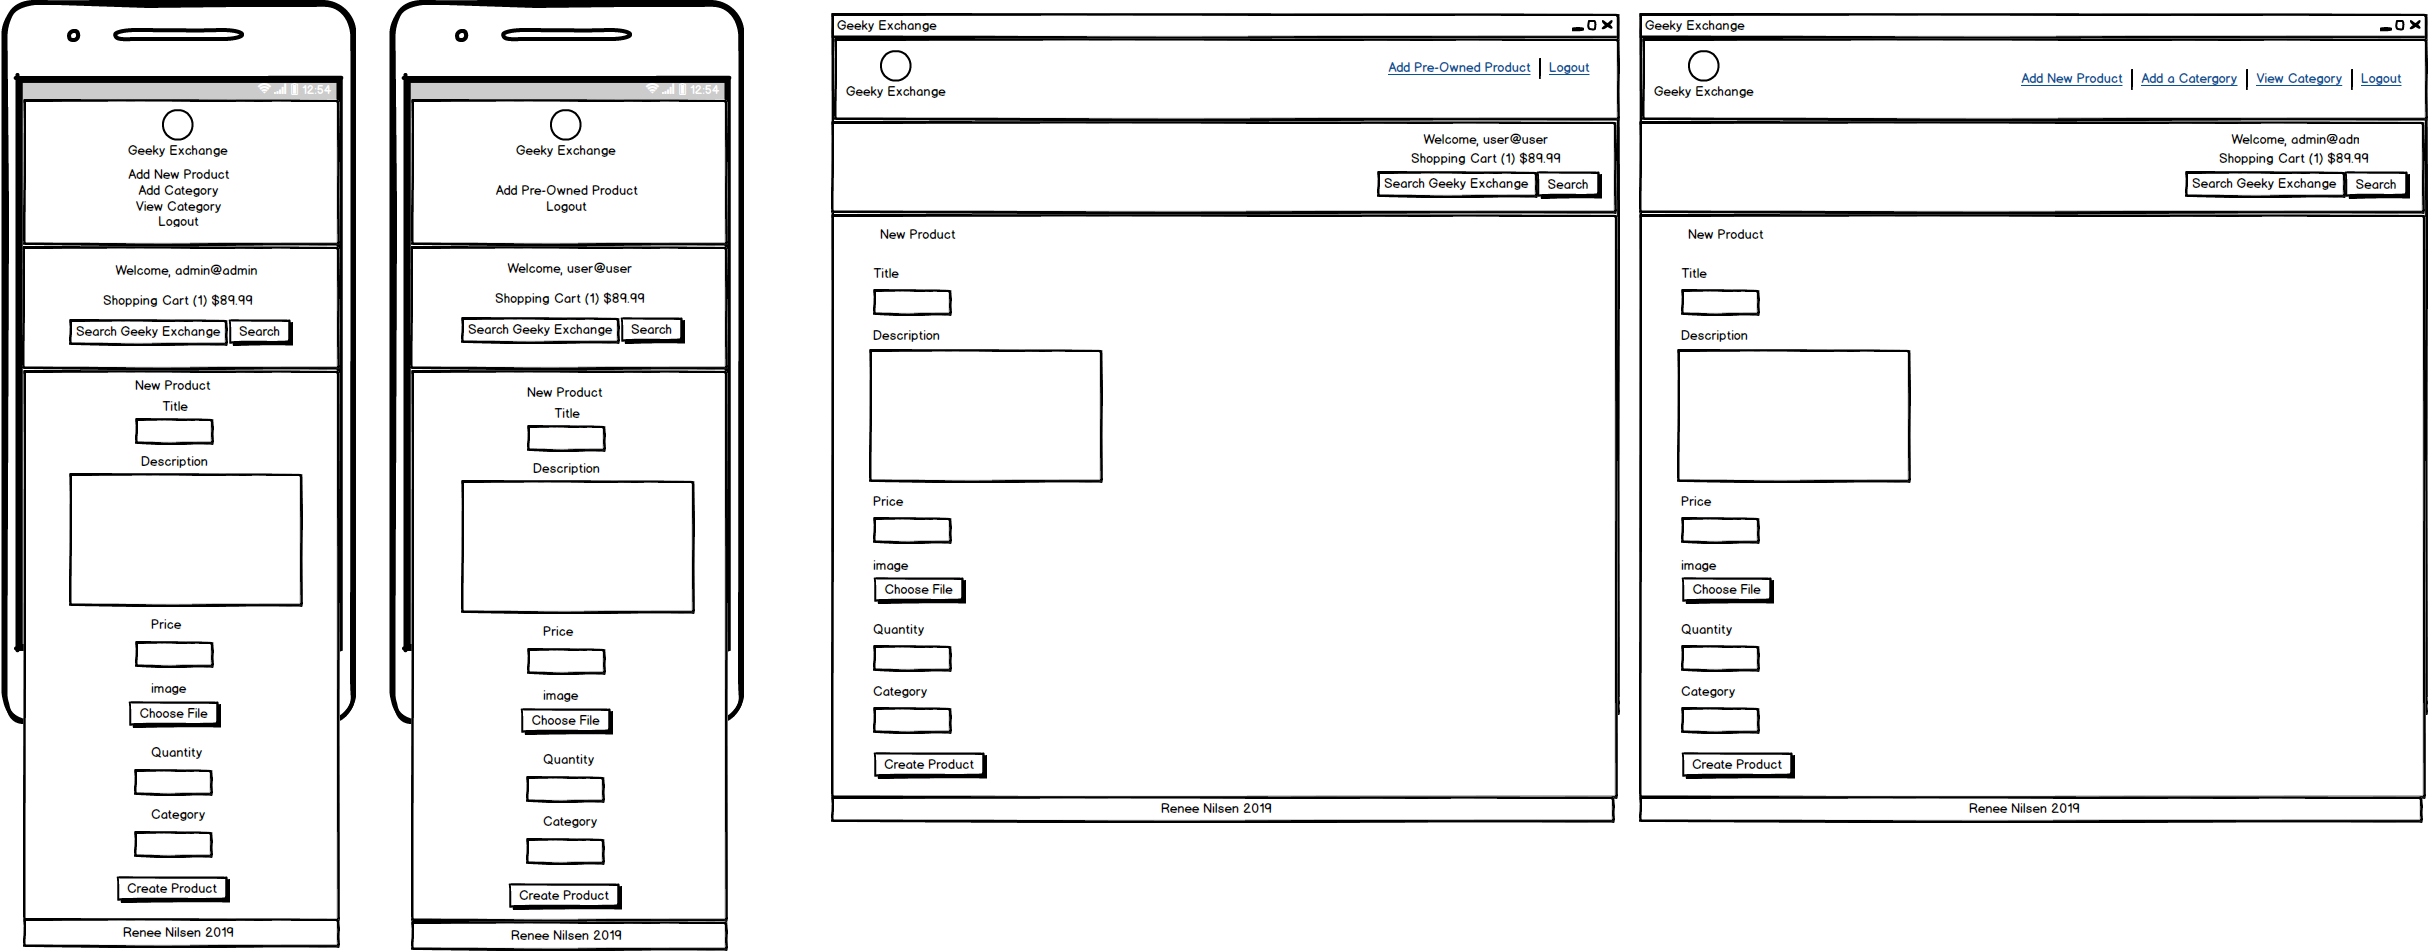 12:54
Geeky Exchange
Add New Product
Add Category
View Category
Logout
Welcome, admin@admin
Shopping Cart (1) $89.99
Search Geeky Exchange Search
New Product
Title
Description
Price
image
Choose File
Quantity
Category
Create Product
Renee Nilsen 2019
12:54
Geeky Exchange
Add Pre-Owned Product
Logout
Welcome, user@user
Shopping Cart (1) $89.99
Search Geeky Exchange Search
New Product
Title
Description
Price
image
Choose File
Quantity
Category
Create Product
Renee Nilsen 2019
Geeky Exchange
Add Pre-Owned Product Logout
Geeky Exchange
Welcome, user@user
Shopping Cart (1) $89.99
Search Geeky Exchange Search
New Product
Title
Description
Price
image
Choose File
Quantity
Category
Create Product
Renee Nilsen 2019
Geeky Exchange
Add New Product Add a Catergory View Category Logout
Geeky Exchange
Welcome, admin@adn
Shopping Cart (1) $89.99
Search Geeky Exchange Search
New Product
Title
Description
Price
image
Choose File
Quantity
Category
Create Product
Renee Nilsen 2019